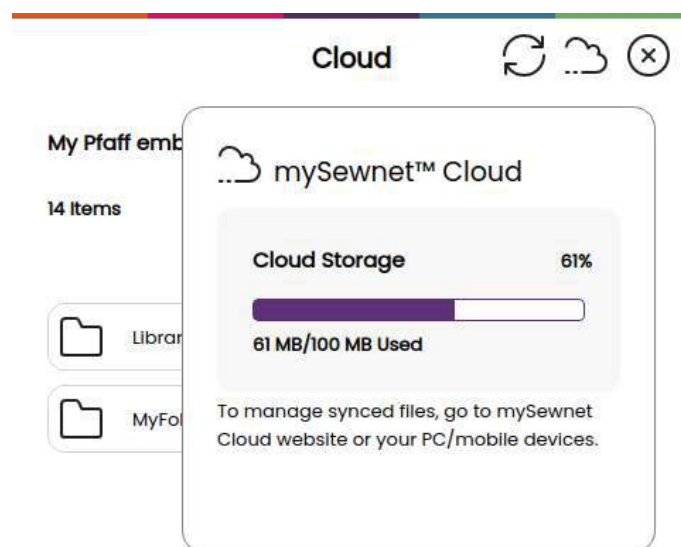 Cloud
My Pfaff emb
mySewnet™ Cloud
14 Items
Cloud Storage 61%
61 MB/100 MB Used
Librar
MyFol
To manage synced files, go to mySewnet
Cloud website or your PC/mobile devices.